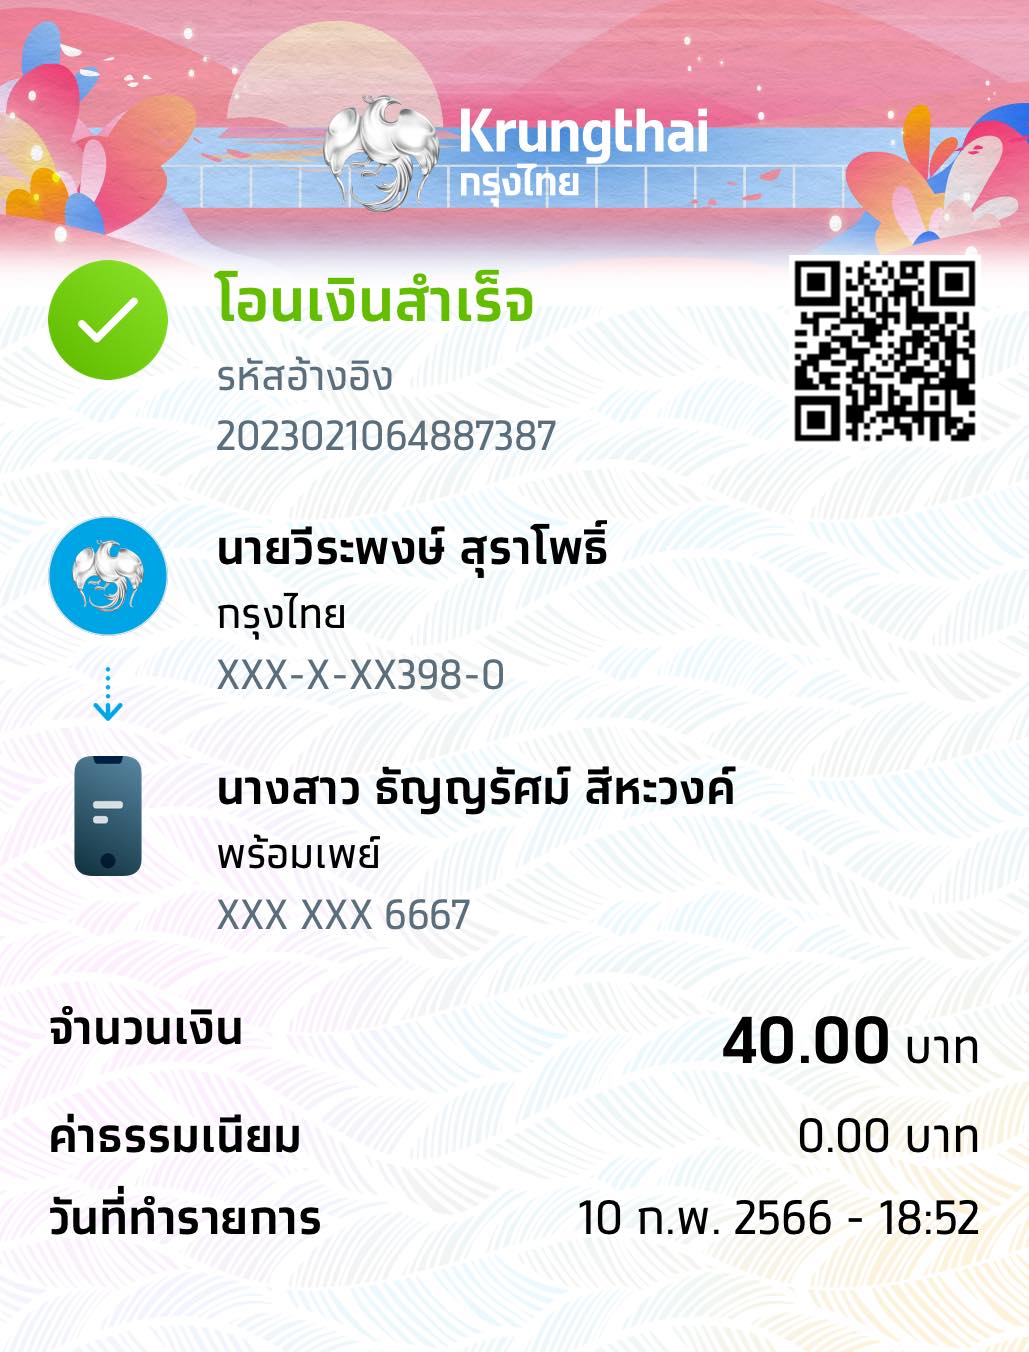 Krungthai
กรุงไทย
โอนเงินสำเร็จ
รหัสอ้างอิง
2023021064887387
นายวีระพงษ์ สุราโพธิ์
กรุงไทย
XXX-X-XX398-0
นางสาว ธัญญรัศม์ สีหะวงค์
พร้อมเพย์
XXX XXX 6667
จำนวนเงิน 40.00 บาท
ค่าธรรมเนียม 0.00 บาท
วันที่ทำรายการ 10 ก.พ. 2566 - 18:52